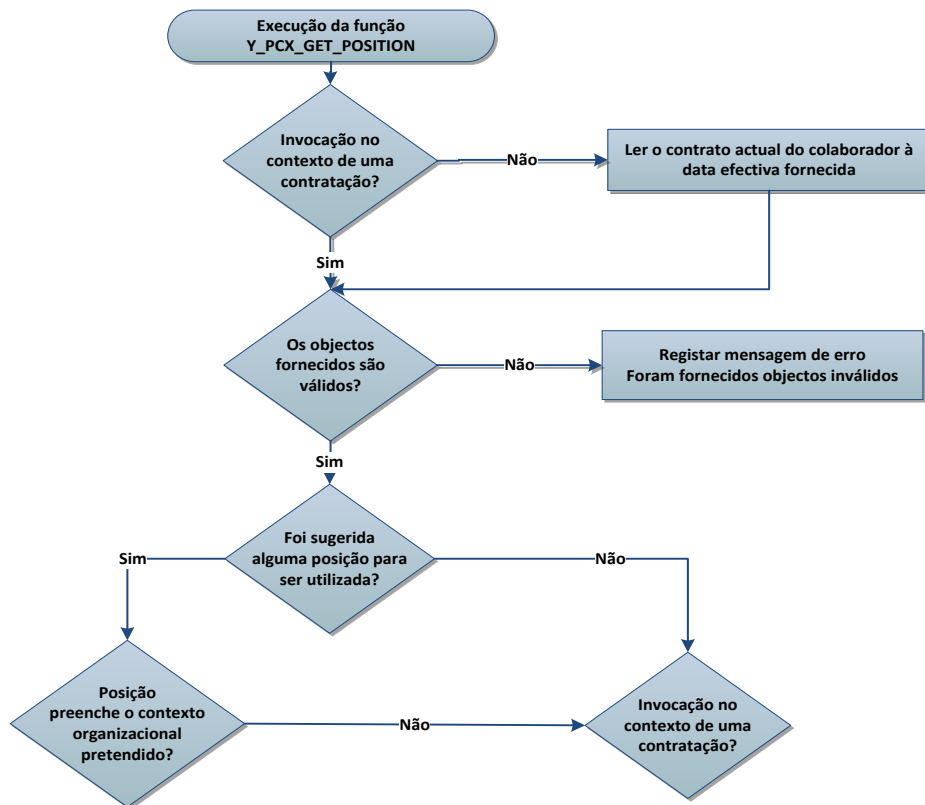 Execução da função
Y_PCX_GET_POSITION
Invocação no
contexto de uma
contratação?
Não
Ler o contrato actual do colaborador à
data efectiva fornecida
Sim
Os objectos
fornecidos são
válidos?
Não
Registar mensagem de erro
Foram fornecidos objectos inválidos
Sim
Foi sugerida
alguma posição para
ser utilizada?
Sim
Não
Posição
preenche o contexto
organizacional
pretendido?
Não
Invocação no
contexto de uma
contratação?